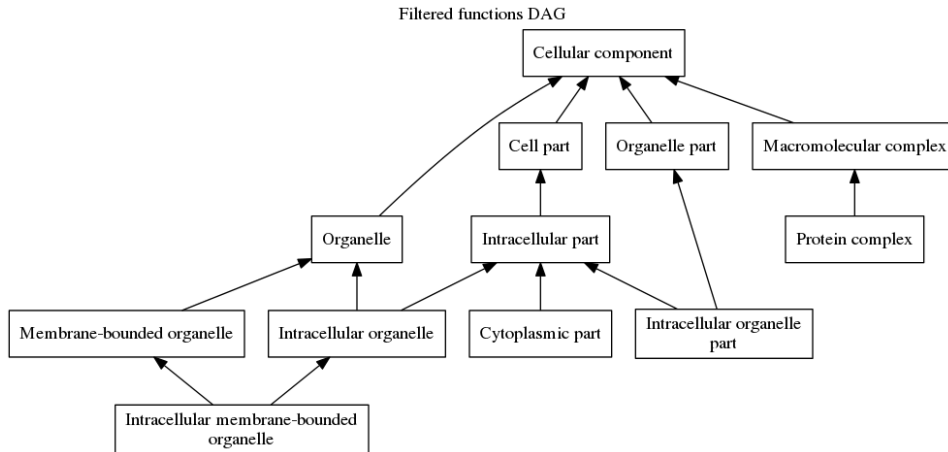 Filtered functions DAG
Cellular component
Cell part
Organelle part
Macromolecular complex
Organelle
Intracellular part
Protein complex
Membrane-bounded organelle
Intracellular organelle
Cytoplasmic part
Intracellular organelle
part
Intracellular membrane-bounded
organelle